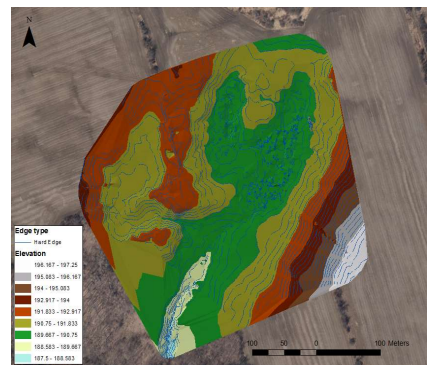 N
Edge type
Hard Edge
Elevation
196.167 - 197.25
195.083 - 196.167
194 - 195.083
192.917 - 194
191.833 - 192.917
190.75 - 191.833
189.667 - 190.75
188.583 - 189.667
187.5 - 188.583
100 50 0 100 Meters